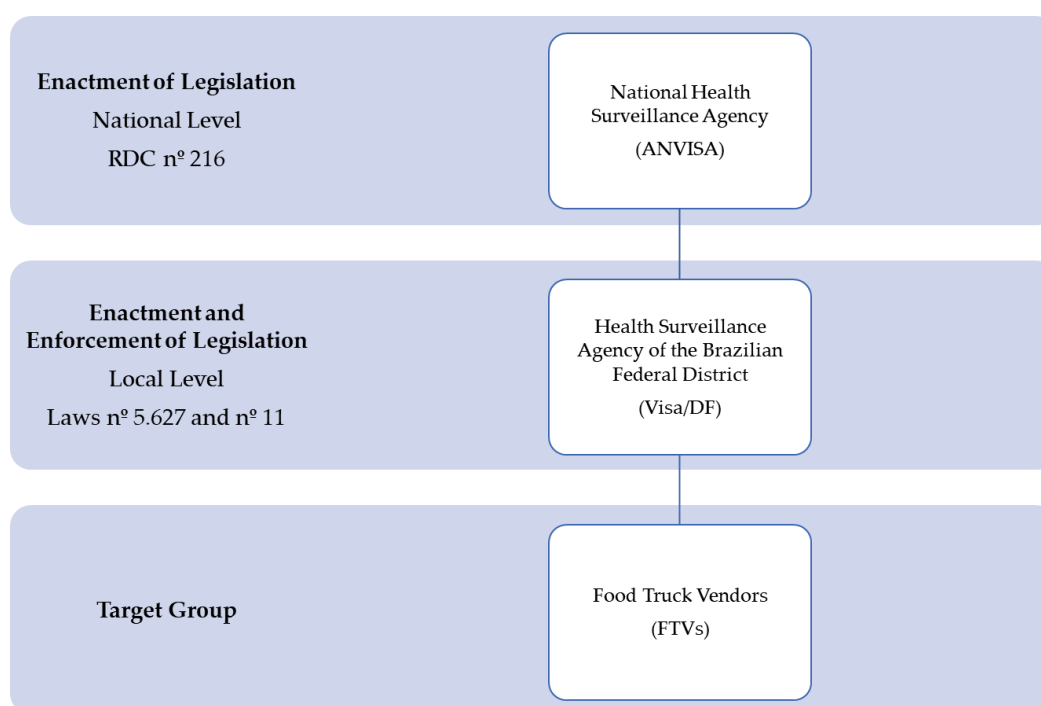 Enactment of Legislation
National Level
RDC nº 216
National Health
Surveillance Agency
(ANVISA)
Enactment and
Enforcement of Legislation
Local Level
Laws nº 5.627 and nº 11
Health Surveillance
Agency of the Brazilian
Federal District
(Visa/DF)
Target Group
Food Truck Vendors
(FTVs)